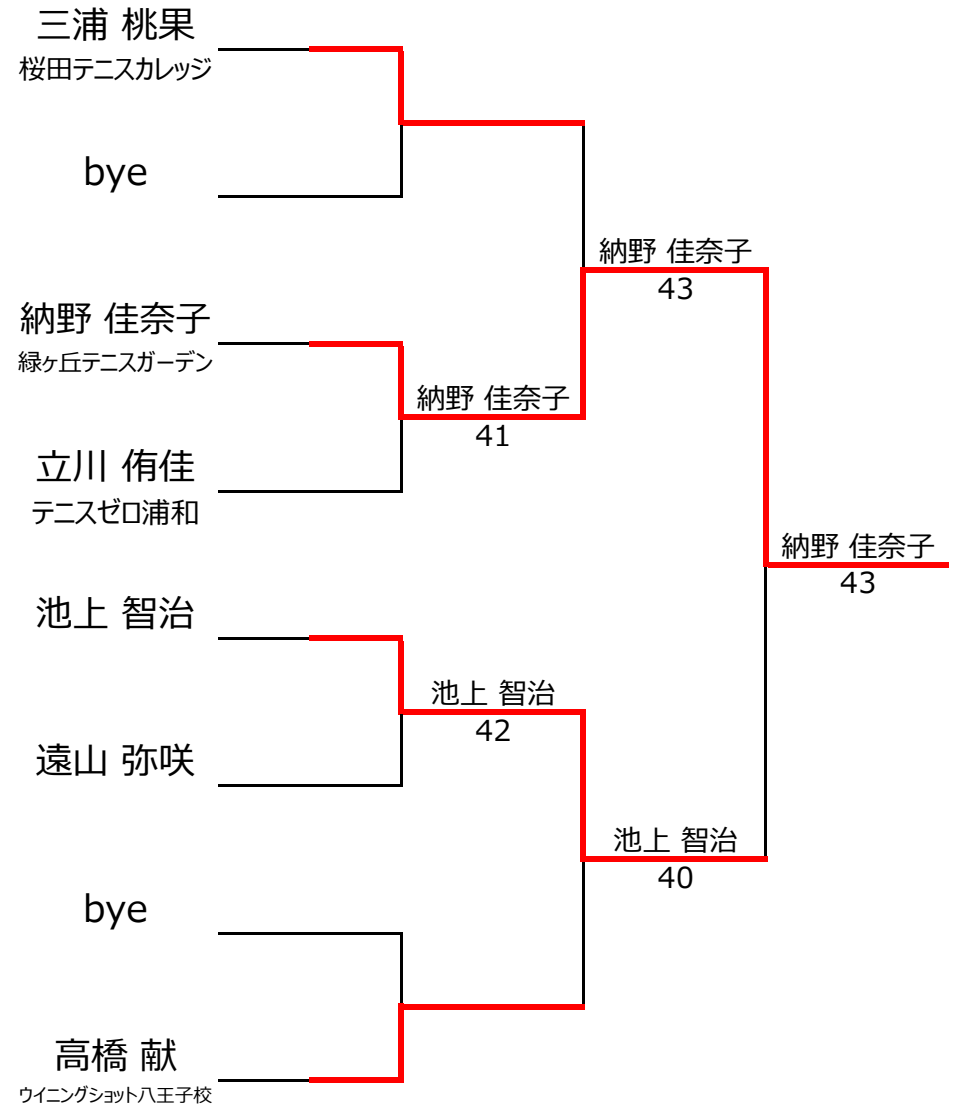 三浦 桃果
桜田テニスカレッジ
bye
納野 佳奈子
43
納野 佳奈子
緑ヶ丘テニスガーデン
納野 佳奈子
41
立川 侑佳
テニスゼロ浦和
納野 佳奈子
43
池上 智治
池上 智治
42
遠山 弥咲
池上 智治
40
bye
高橋 献
ウイニングショット八王子校